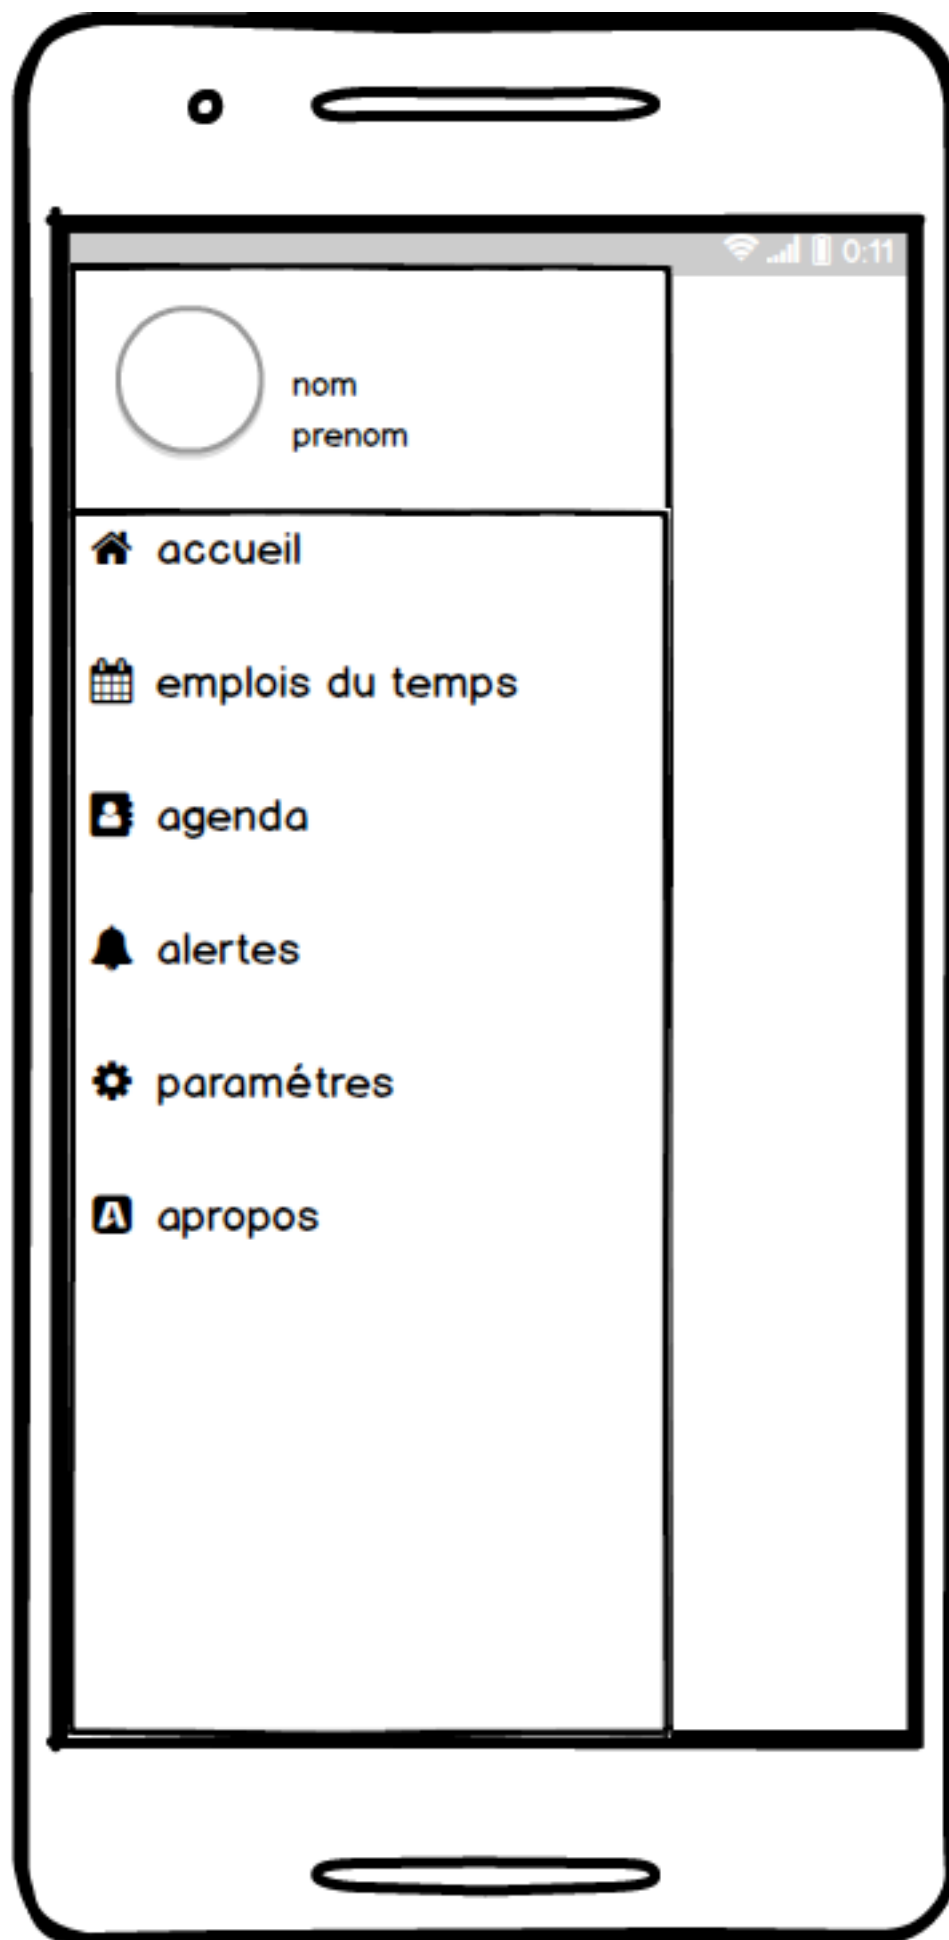 0:11
nom
prenom
accueil
emplois du temps
agenda
alertes
paramétres
A apropos